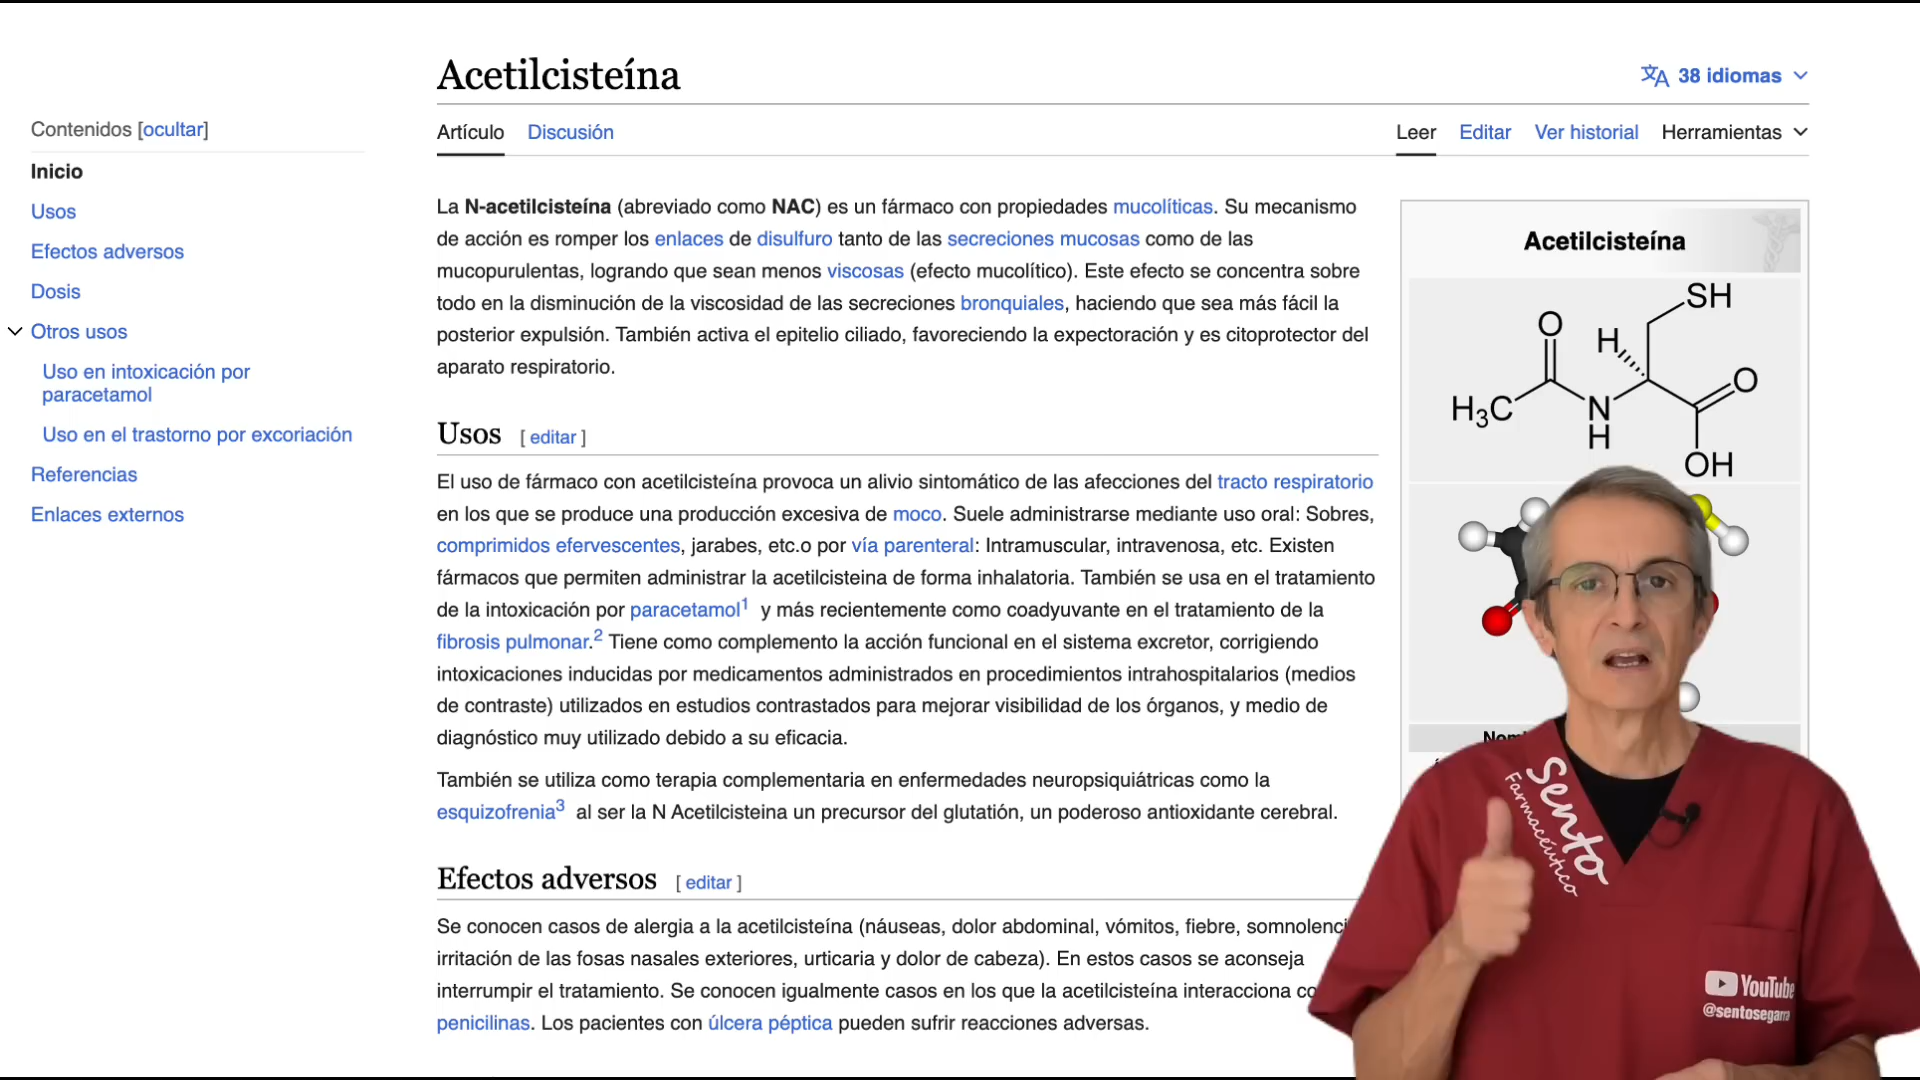 Acetilcisteína
38 idiomas
Contenidos [ocultar]
Inicio
Usos
Efectos adversos
Dosis
Otros usos
Uso en intoxicación por
paracetamol
Uso en el trastorno por excoriación
Referencias
Enlaces externos
Artículo Discusión
Leer Editar Ver historial Herramientas
La N-acetilcisteína (abreviado como NAC) es un fármaco con propiedades mucolíticas. Su mecanismo
de acción es romper los enlaces de disulfuro tanto de las secreciones mucosas como de las
mucopurulentas, logrando que sean menos viscosas (efecto mucolítico). Este efecto se concentra sobre
todo en la disminución de la viscosidad de las secreciones bronquiales, haciendo que sea más fácil la
posterior expulsión. También activa el epitelio ciliado, favoreciendo la expectoración y es citoprotector del
aparato respiratorio.
Usos [ editar ]
El uso de fármaco con acetilcisteína provoca un alivio sintomático de las afecciones del tracto respiratorio
en los que se produce una producción excesiva de moco. Suele administrarse mediante uso oral: Sobres,
comprimidos efervescentes, jarabes, etc.o por vía parenteral: Intramuscular, intravenosa, etc. Existen
fármacos que permiten administrar la acetilcisteina de forma inhalatoria. También se usa en el tratamiento
de la intoxicación por paracetamol1 y más recientemente como coadyuvante en el tratamiento de la
fibrosis pulmonar.2 Tiene como complemento la acción funcional en el sistema excretor, corrigiendo
intoxicaciones inducidas por medicamentos administrados en procedimientos intrahospitalarios (medios
de contraste) utilizados en estudios contrastados para mejorar visibilidad de los órganos, y medio de
diagnóstico muy utilizado debido a su eficacia.
También se utiliza como terapia complementaria en enfermedades neuropsiquiátricas como la
esquizofrenia3 al ser la N Acetilcisteina un precursor del glutatión, un poderoso antioxidante cerebral.
Efectos adversos [ editar ]
Se conocen casos de alergia a la acetilcisteína (náuseas, dolor abdominal, vómitos, fiebre, somnolenci
irritación de las fosas nasales exteriores, urticaria y dolor de cabeza). En estos casos se aconseja
interrumpir el tratamiento. Se conocen igualmente casos en los que la acetilcisteína interacciona co
penicilinas. Los pacientes con úlcera péptica pueden sufrir reacciones adversas.
Acetilcisteína
SH
O
H
O
H3C
N
H
OH
Sento
Farmacéutico
YouTube
@sentosegarra